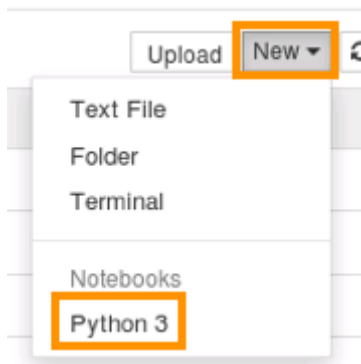 Upload New
Text File
Folder
Terminal
Notebooks
Python 3